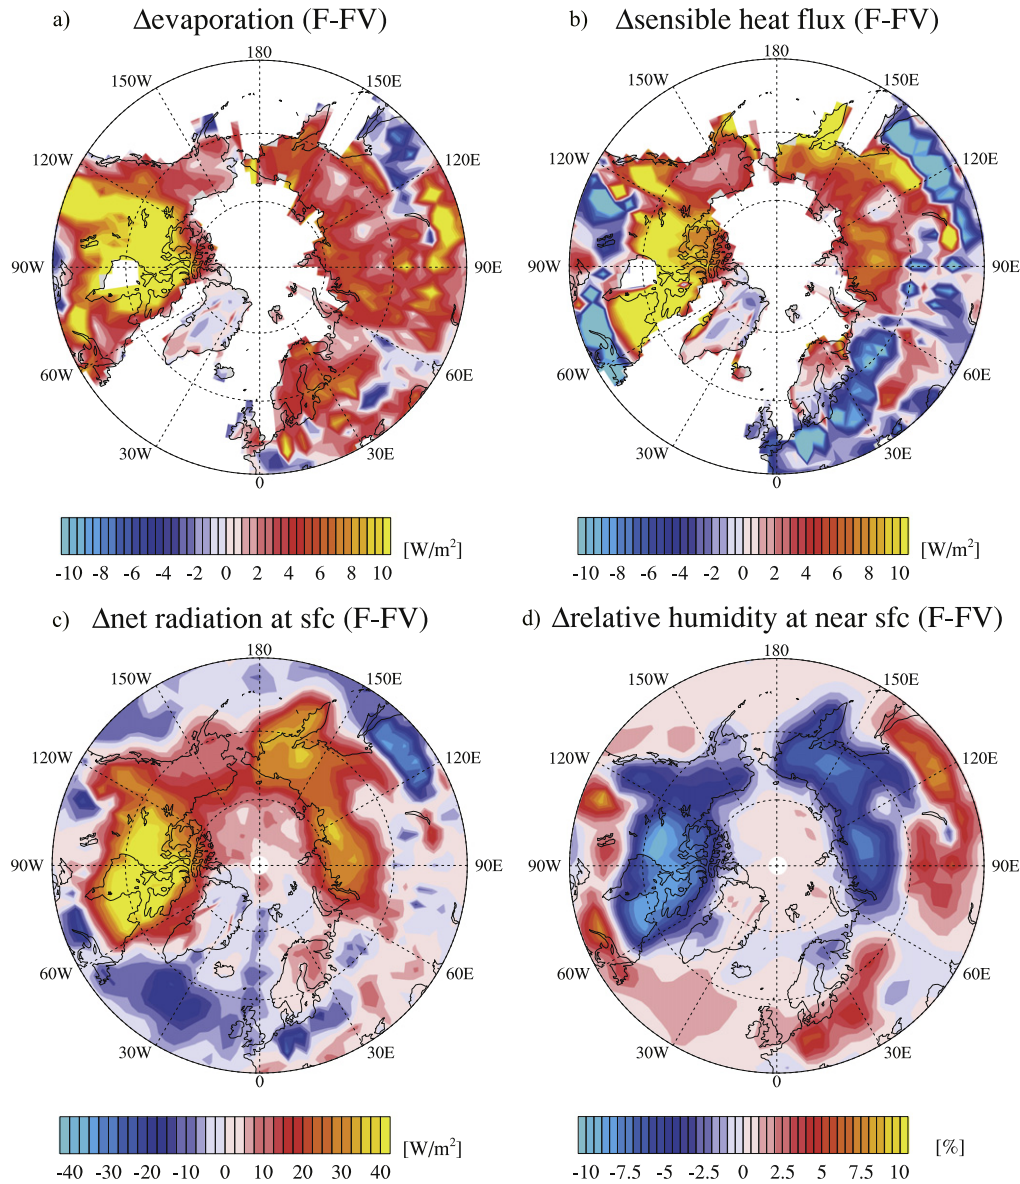 a) Δevaporation (F-FV)
b) Δsensible heat flux (F-FV)
180
150W
150E
120W
120E
90W
90E
60W
60E
30W
30E
0
180
150W
150E
120W
120E
90W
90E
60W
60E
30W
30E
0
-10 -8 -6 -4 -2 0 2 4 6 8 10 [W/m²]
-10 -8 -6 -4 -2 0 2 4 6 8 10 [W/m²]
c) Δnet radiation at sfc (F-FV)
d) Δrelative humidity at near sfc (F-FV)
180
150W
150E
120W
120E
90W
90E
60W
60E
30W
30E
0
180
150W
150E
120W
120E
90W
90E
60W
60E
30W
30E
0
-40 -30 -20 -10 0 10 20 30 40 [W/m²]
-10 -7.5 -5 -2.5 0 2.5 5 7.5 10 [%]